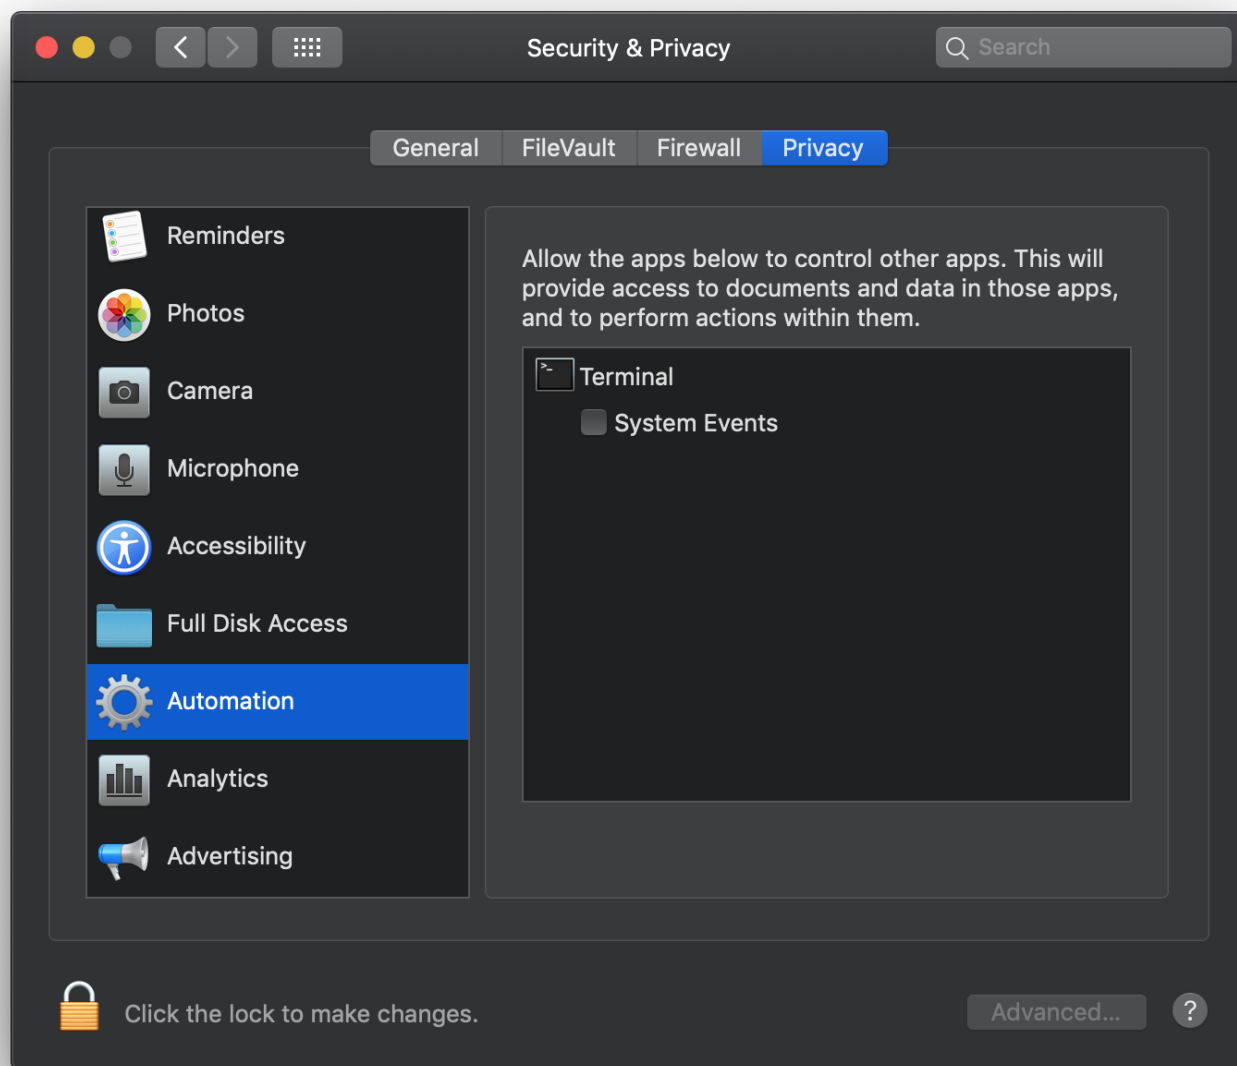 Security & Privacy
Search
General
FileVault
Firewall
Privacy
Reminders
Photos
Camera
Microphone
Accessibility
Full Disk Access
Automation
Analytics
Advertising
Allow the apps below to control other apps. This will
provide access to documents and data in those apps,
and to perform actions within them.
Terminal
System Events
Click the lock to make changes.
Advanced...
?